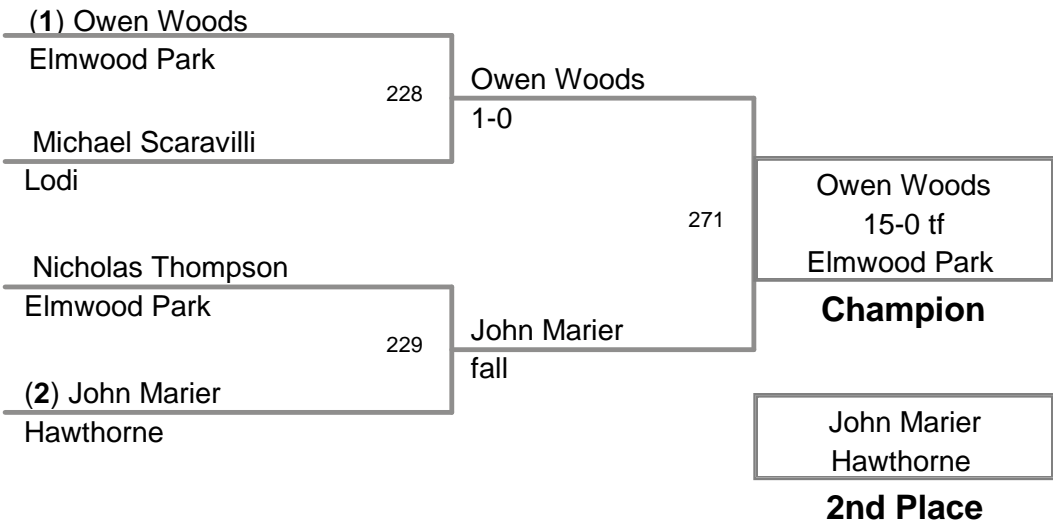 (1) Owen Woods
Elmwood Park
228
Michael Scaravilli
Lodi
Owen Woods
1-0
Nicholas Thompson
Elmwood Park
229
(2) John Marier
Hawthorne
John Marier
fall
271
Owen Woods
15-0 tf
Elmwood Park
Champion
John Marier
Hawthorne
2nd Place